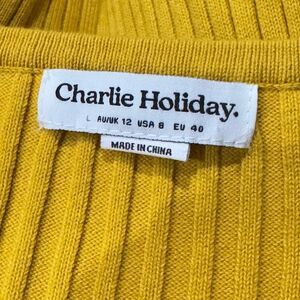 Charlie Holiday.
L AU/UK 12 USA 8 EU 40
MADE IN CHINA